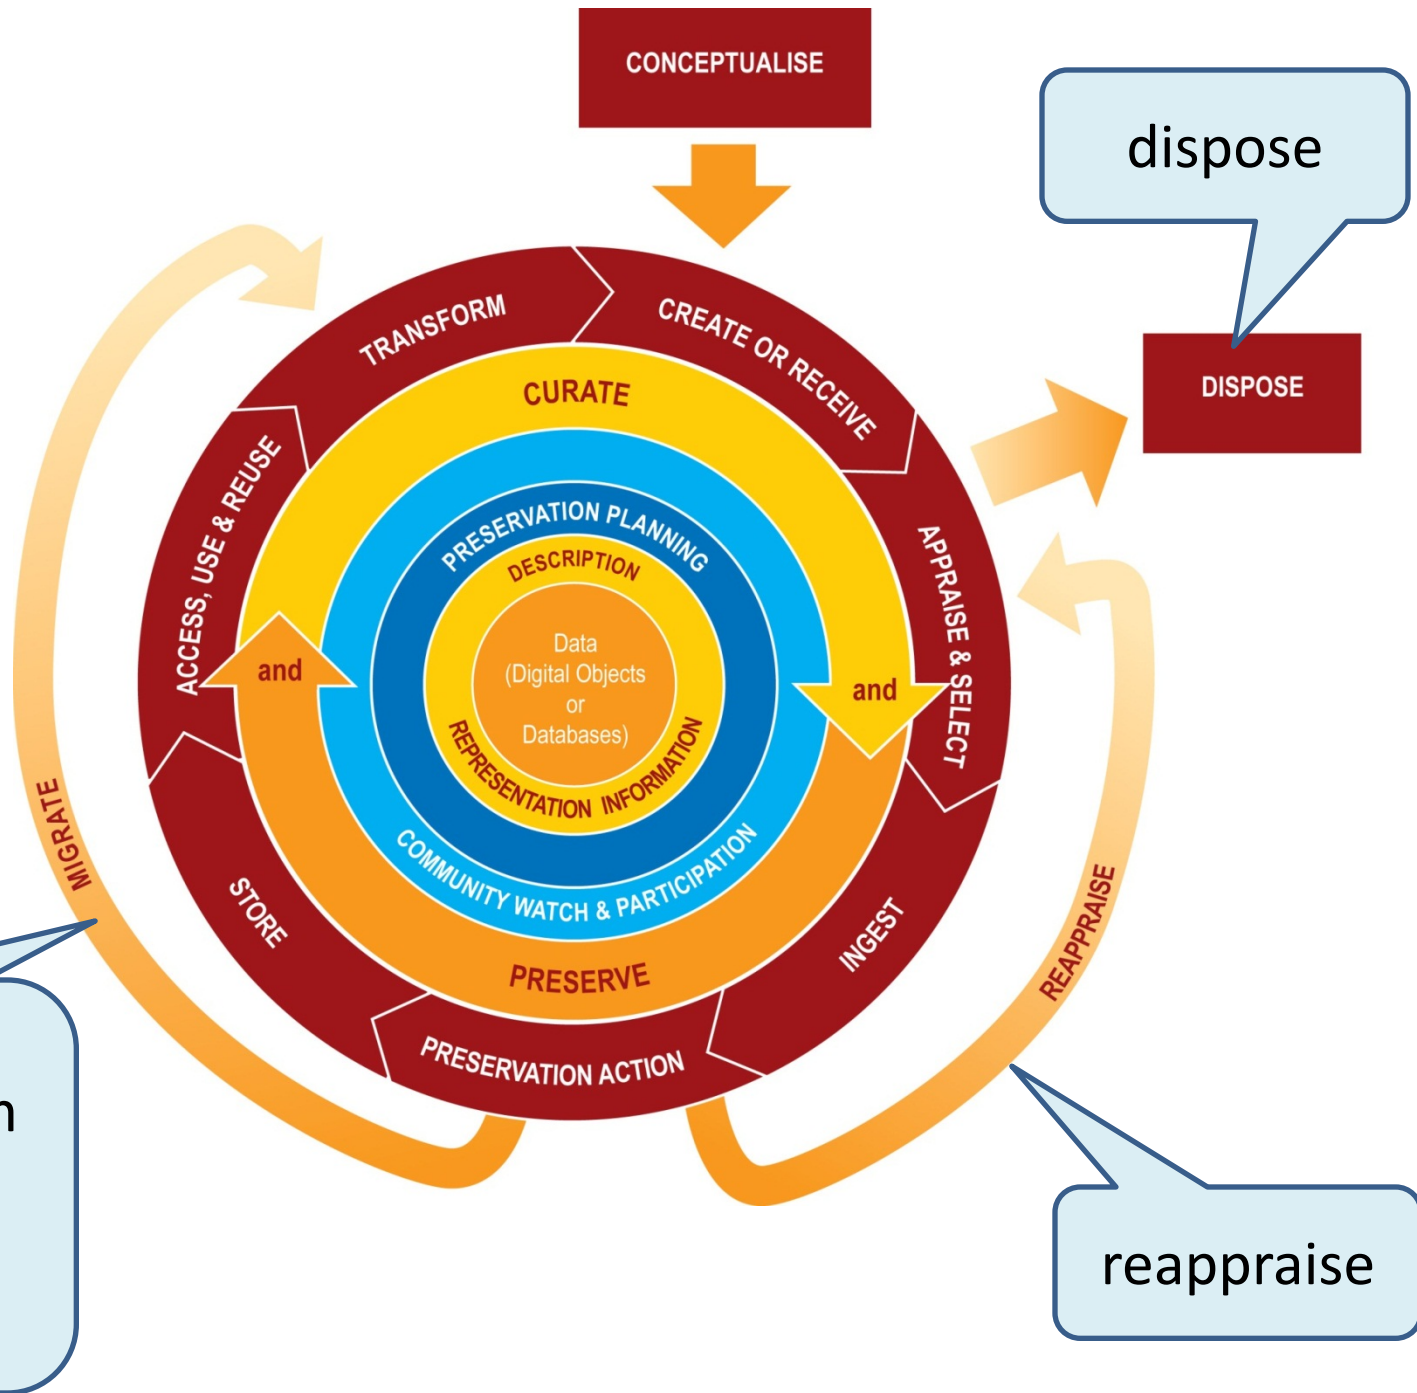 CONCEPTUALISE
dispose
DISPOSE
TRANSFORM
CREATE OR RECEIVE
CURATE
ACCESS, USE & REUSE
APPRAISE & SELECT
PRESERVATION PLANNING
DESCRIPTION
Data
(Digital Objects
or
Databases)
and
and
REPRESENTATION INFORMATION
COMMUNITY WATCH & PARTICIPATION
MIGRATE
STORE
INGEST
REAPPRAISE
PRESERVE
PRESERVATION ACTION
reappraise